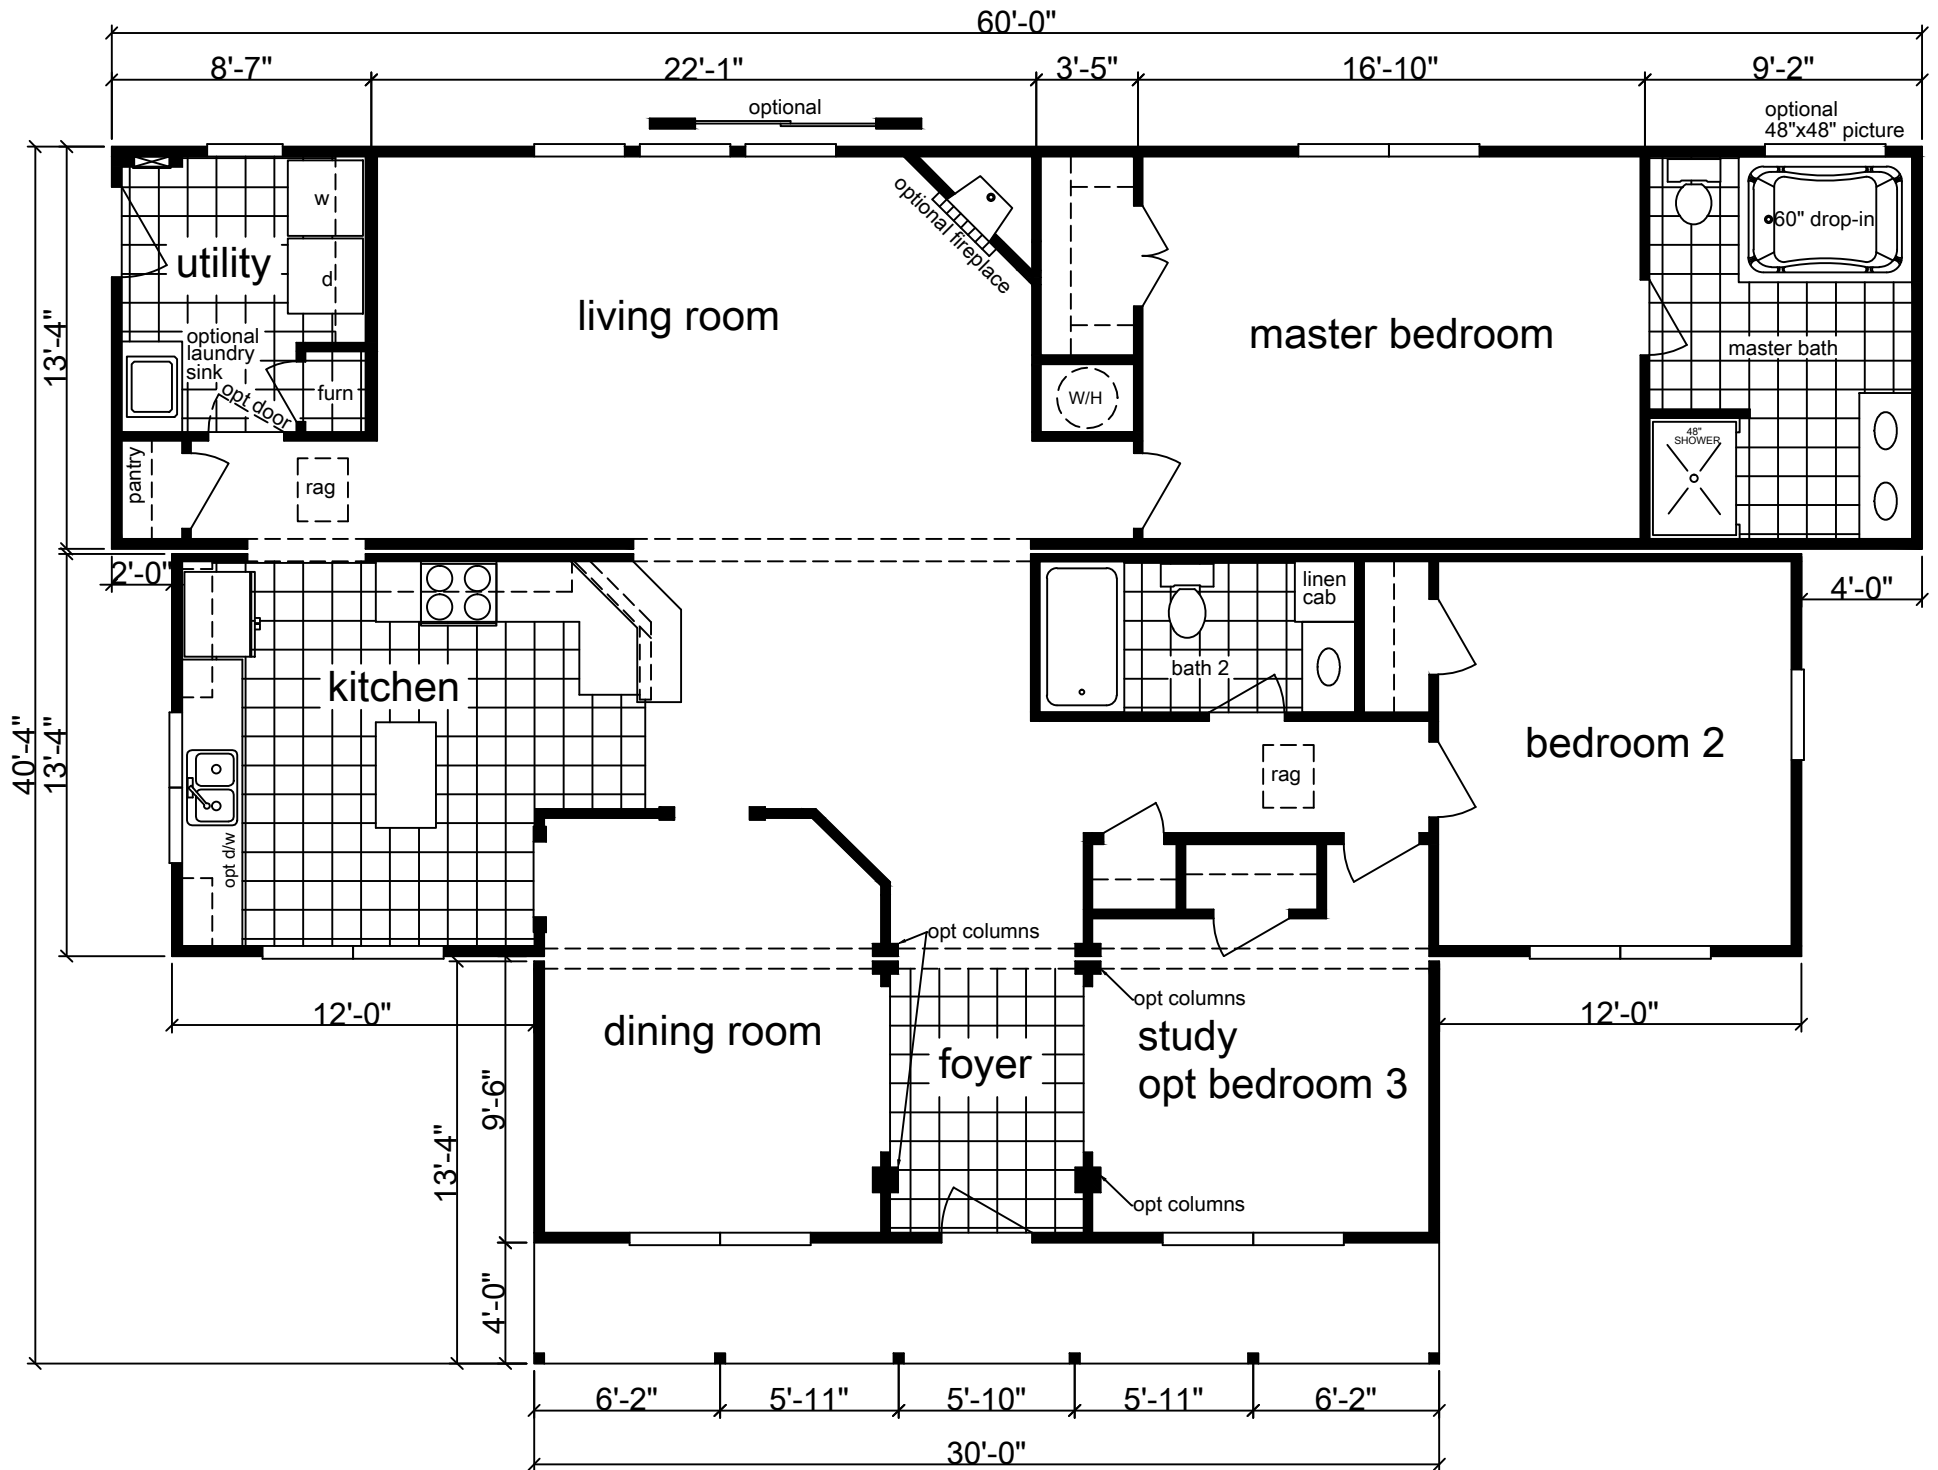 60'-0"
8'-7"
22'-1"
3'-5"
16'-10"
9'-2"
optional
optional
48"x48" picture
w
d
utility
optional
laundry
sink
opt door
furn
living room
optional fireplace
W/H
master bedroom
60" drop-in
master bath
48"
SHOWER
13'-4"
pantry
rag
2'-0"
4'-0"
kitchen
opt d/w
linen
cab
bath 2
rag
bedroom 2
40'-4"
13'-4"
opt columns
opt columns
12'-0"
12'-0"
dining room
foyer
study
opt bedroom 3
9'-6"
13'-4"
opt columns
4'-0"
6'-2"
5'-11"
5'-10"
5'-11"
6'-2"
30'-0"